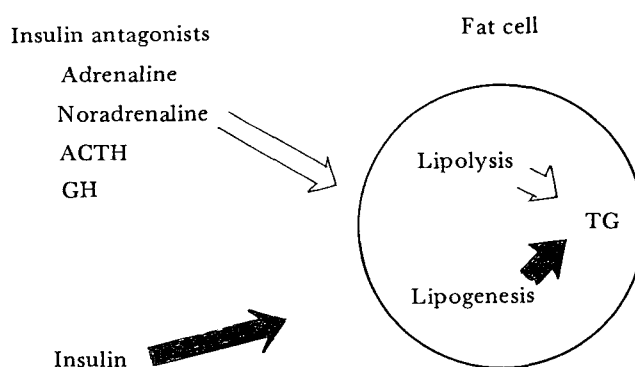 Insulin antagonists
Adrenaline
Noradrenaline
ACTH
GH
Insulin
Fat cell
Lipolysis
TG
Lipogenesis